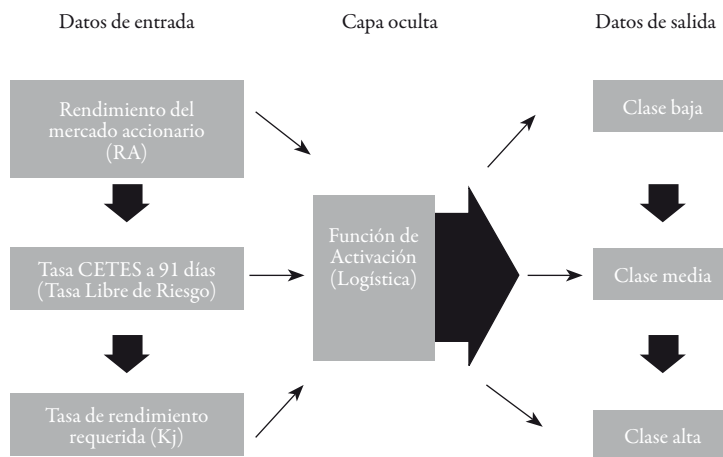 Datos de entrada
Capa oculta
Datos de salida
Rendimiento del
mercado accionario
(RA)
Clase baja
Función de
Activación
(Logística)
Tasa CETES a 91 días
(Tasa Libre de Riesgo)
Clase media
Tasa de rendimiento
requerida (Kj)
Clase alta